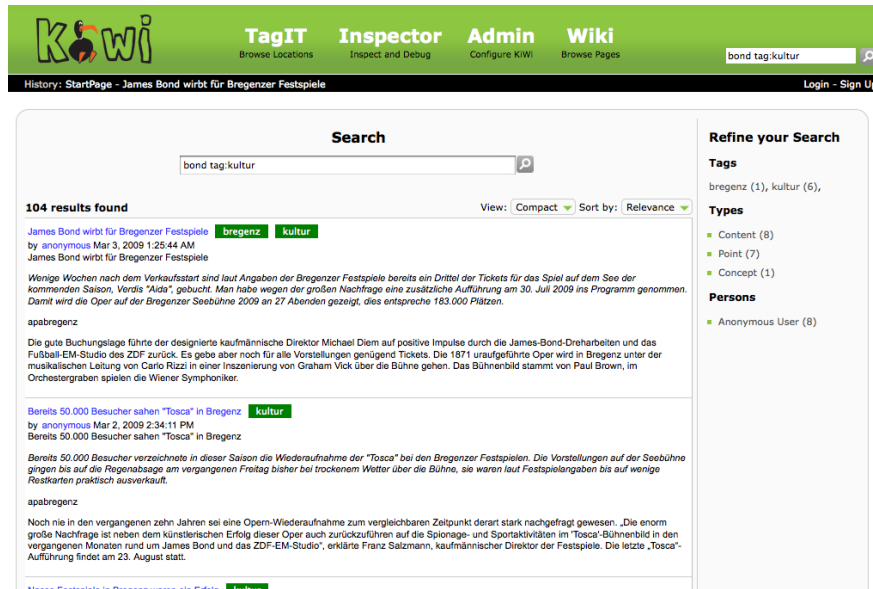 KiWi
TagIT Inspector Admin Wiki
Browse Locations Inspect and Debug Configure KiWI Browse Pages
bond tag:kultur
History: StartPage - James Bond wirbt für Bregenzer Festspiele
Login - Sign Up
Search
bond tag:kultur
104 results found
View: Compact Sort by: Relevance
James Bond wirbt für Bregenzer Festspiele bregenz kultur
by anonymous Mar 3, 2009 1:25:44 AM
James Bond wirbt für Bregenzer Festspiele
Wenige Wochen nach dem Verkaufsstart sind laut Angaben der Bregenzer Festspiele bereits ein Drittel der Tickets für das Spiel auf dem See der
kommenden Saison, Verdis "Aida", gebucht. Man habe wegen der großen Nachfrage eine zusätzliche Aufführung am 30. Juli 2009 ins Programm genommen.
Damit wird die Oper auf der Bregenzer Seebühne 2009 an 27 Abenden gezeigt, dies entspreche 183.000 Plätzen.
apabregenz
Die gute Buchungslage führte der designierte kaufmännische Direktor Michael Diem auf positive Impulse durch die James-Bond-Dreharbeiten und das
Fußball-EM-Studio des ZDF zurück. Es gebe aber noch für alle Vorstellungen genügend Tickets. Die 1871 uraufgeführte Oper wird in Bregenz unter der
musikalischen Leitung von Carlo Rizzi in einer Inszenierung von Graham Vick über die Bühne gehen. Das Bühnenbild stammt von Paul Brown, im
Orchestergraben spielen die Wiener Symphoniker.
Bereits 50.000 Besucher sahen "Tosca" in Bregenz kultur
by anonymous Mar 2, 2009 2:34:11 PM
Bereits 50.000 Besucher sahen "Tosca" in Bregenz
Bereits 50.000 Besucher verzeichnete in dieser Saison die Wiederaufnahme der "Tosca" bei den Bregenzer Festspielen. Die Vorstellungen auf der Seebühne
gingen bis auf die Regenabsage am vergangenen Freitag bisher bei trockenem Wetter über die Bühne, sie waren laut Festspielangaben bis auf wenige
Restkarten praktisch ausverkauft.
apabregenz
Noch nie in den vergangenen zehn Jahren sei eine Opern-Wiederaufnahme zum vergleichbaren Zeitpunkt derart stark nachgefragt gewesen. „Die enorm
große Nachfrage ist neben dem künstlerischen Erfolg dieser Oper auch zurückzuführen auf die Spionage- und Sportaktivitäten im 'Tosca'-Bühnenbild in den
vergangenen Monaten rund um James Bond und das ZDF-EM-Studio", erklärte Franz Salzmann, kaufmännischer Direktor der Festspiele. Die letzte „Tosca"-
Aufführung findet am 23. August statt.
Refine your Search
Tags
bregenz (1), kultur (6),
Types
Content (8)
Point (7)
Concept (1)
Persons
Anonymous User (8)